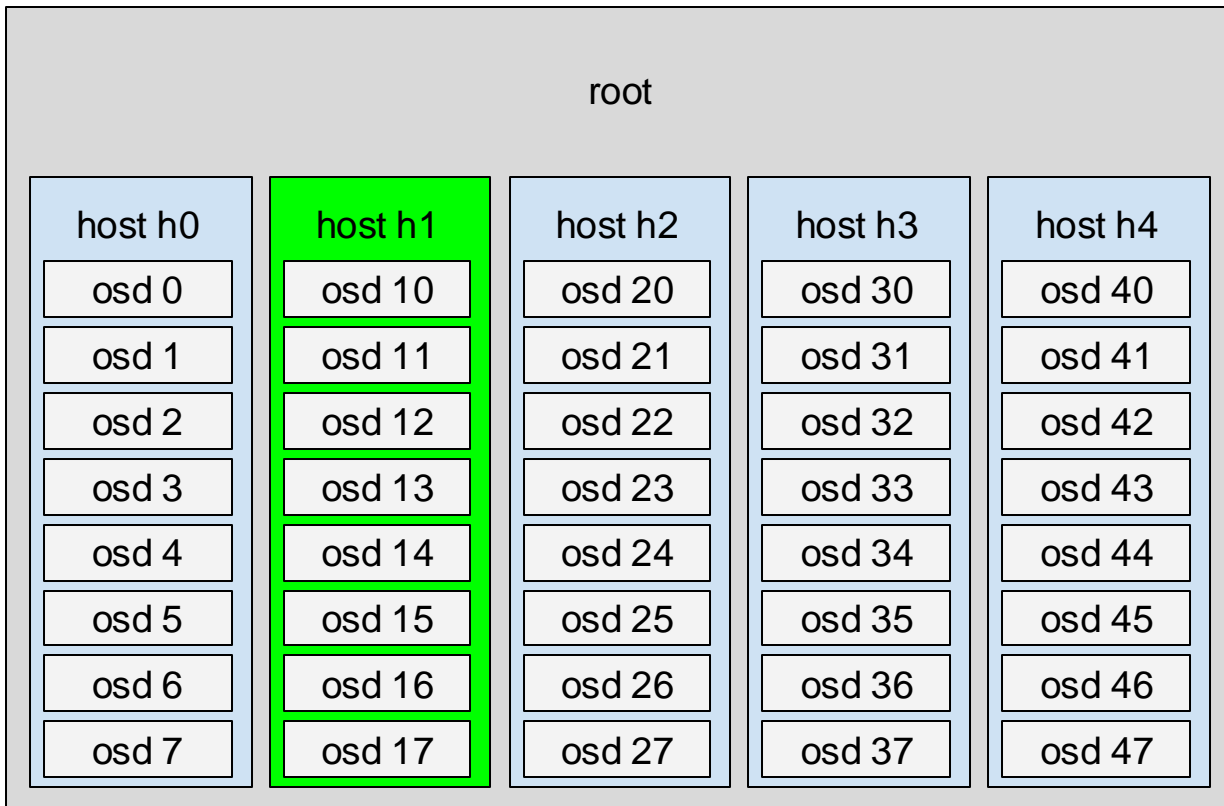 root
host h0
osd 0
osd 1
osd 2
osd 3
osd 4
osd 5
osd 6
osd 7
host h1
osd 10
osd 11
osd 12
osd 13
osd 14
osd 15
osd 16
osd 17
host h2
osd 20
osd 21
osd 22
osd 23
osd 24
osd 25
osd 26
osd 27
host h3
osd 30
osd 31
osd 32
osd 33
osd 34
osd 35
osd 36
osd 37
host h4
osd 40
osd 41
osd 42
osd 43
osd 44
osd 45
osd 46
osd 47